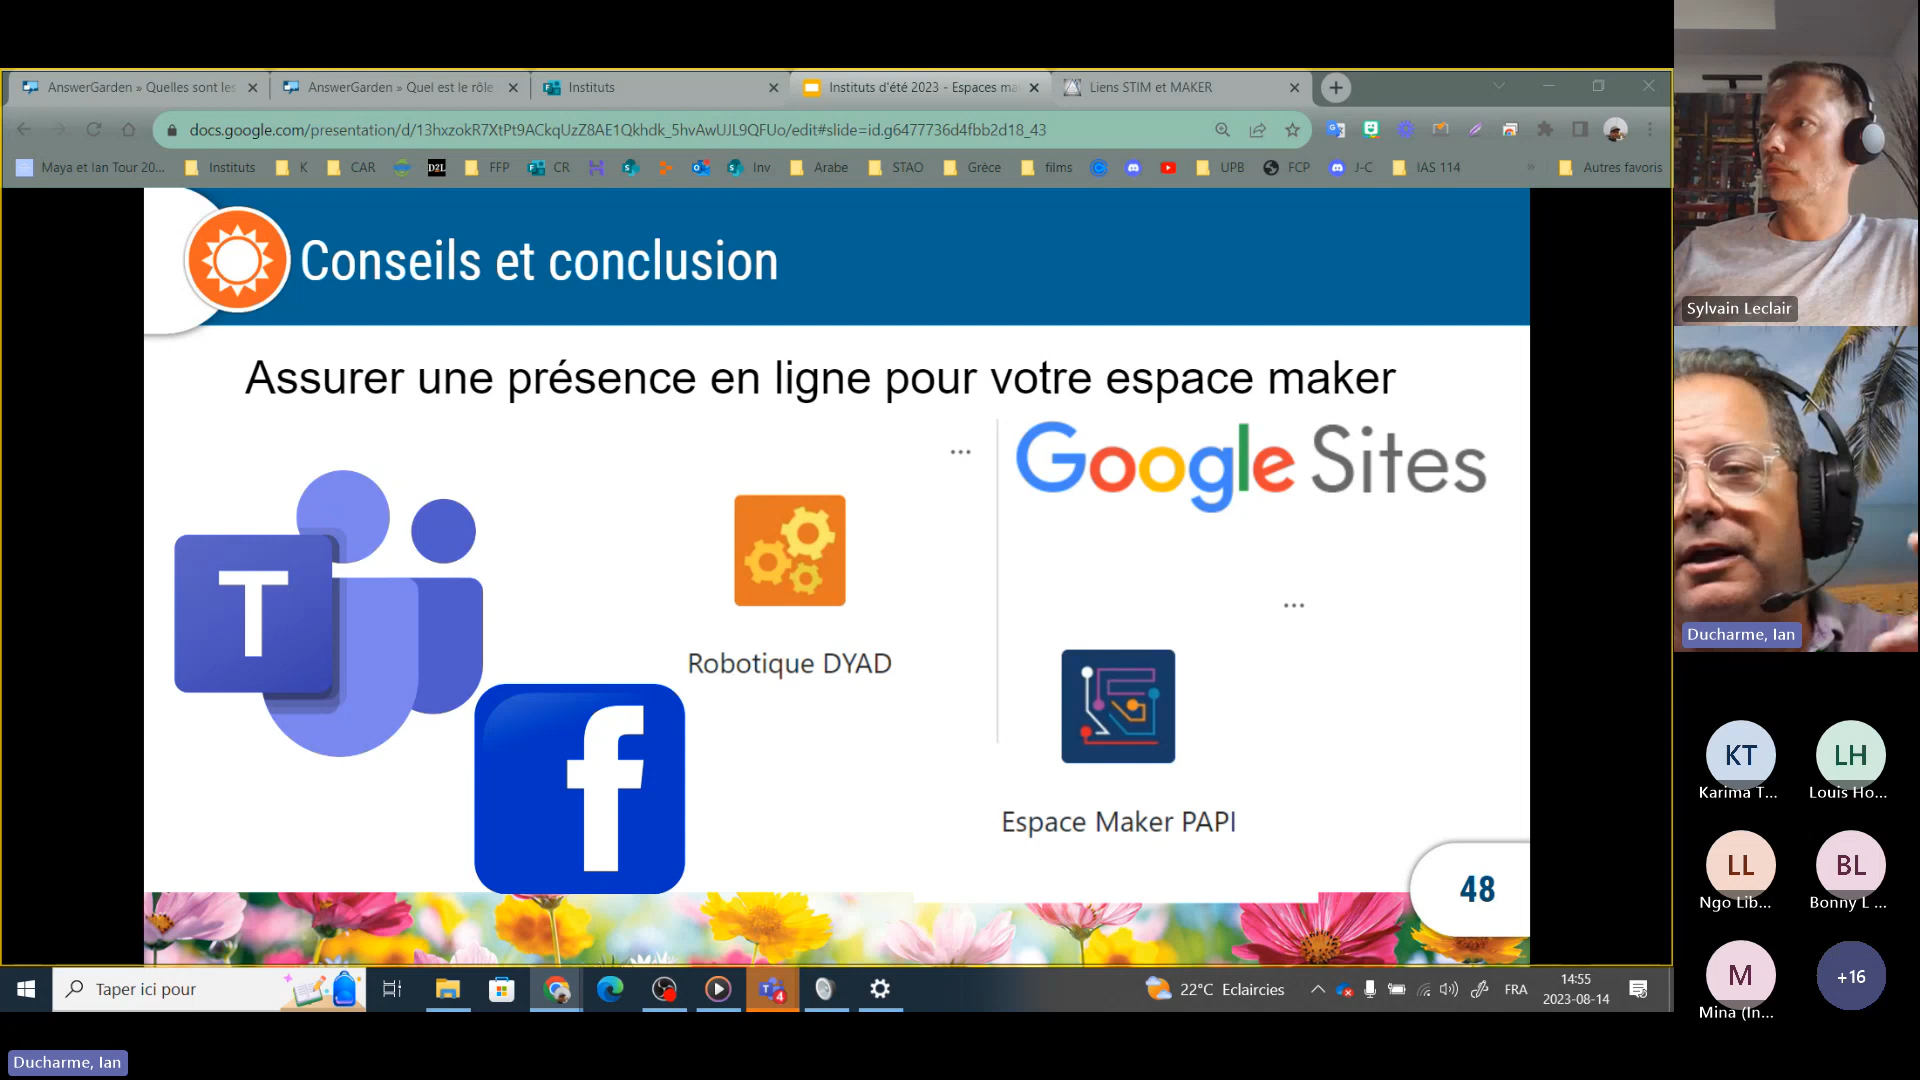 AnswerGarden » Quelles sont les
AnswerGarden » Quel est le rôle
Instituts
Instituts d'été 2023 - Espaces ma
Liens STIM et MAKER
docs.google.com/presentation/d/13hxzokR7XtPt9ACkqUzZ8AE1Qkhdk_5hvAwUJL9QFUo/edit#slide=id.g6477736d4fbb2d18_43
Maya et Ian Tour 20... Instituts K CAR D2L FFP CR Inv Arabe STAO Grèce films UPB FCP J-C IAS 114 » Autres favoris
Conseils et conclusion
Assurer une présence en ligne pour votre espace maker
...
Google Sites
T
Robotique DYAD
...
f
Espace Maker PAPI
48
Taper ici pour
4
22°C Eclaircies
FRA
14:55
2023-08-14
Sylvain Leclair
Ducharme, Ian
KT
Karima T...
LH
Louis Ho...
LL
Ngo Lib...
BL
Bonny L ...
M
Mina (In...
+16
Ducharme, Ian